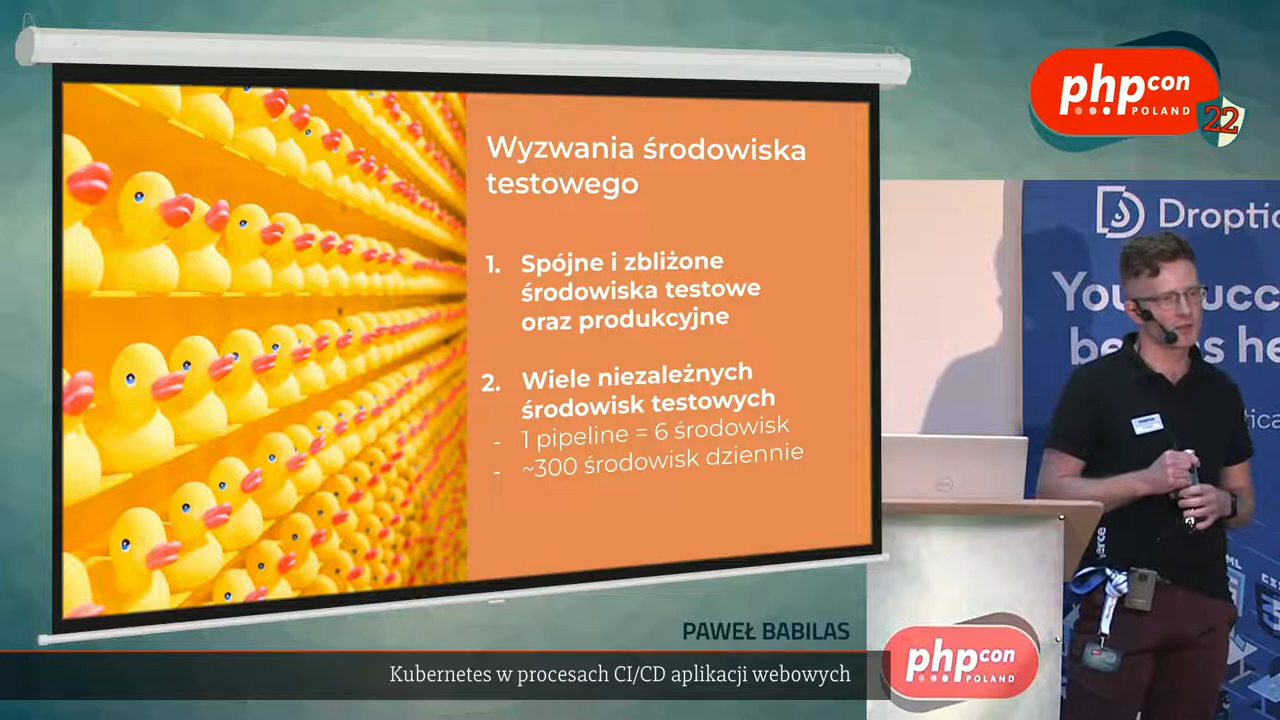 Wyzwania środowiska
testowego
1. Spójne i zbliżone
środowiska testowe
oraz produkcyjne
2. Wiele niezależnych
środowisk testowych
- 1 pipeline = 6 środowisk
- ~300 środowisk dziennie
php con
POLAND
22
PAWEŁ BABILAS
Kubernetes w procesach CI/CD aplikacji webowych
php con
POLAND